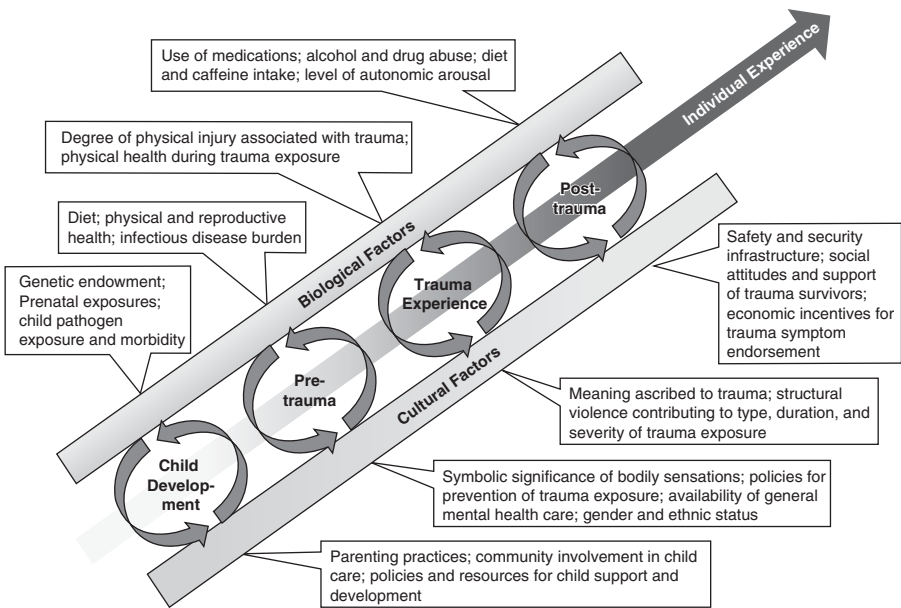 Use of medications; alcohol and drug abuse; diet
and caffeine intake; level of autonomic arousal
Degree of physical injury associated with trauma;
physical health during trauma exposure
Diet; physical and reproductive
health; infectious disease burden
Genetic endowment;
Prenatal exposures;
child pathogen
exposure and morbidity
Individual Experience
Biological Factors
Cultural Factors
Post-
trauma
Trauma
Experience
Pre-
trauma
Child
Develop-
ment
Safety and security
infrastructure; social
attitudes and support
of trauma survivors;
economic incentives for
trauma symptom
endorsement
Meaning ascribed to trauma; structural
violence contributing to type, duration, and
severity of trauma exposure
Symbolic significance of bodily sensations; policies for
prevention of trauma exposure; availability of general
mental health care; gender and ethnic status
Parenting practices; community involvement in child
care; policies and resources for child support and
development